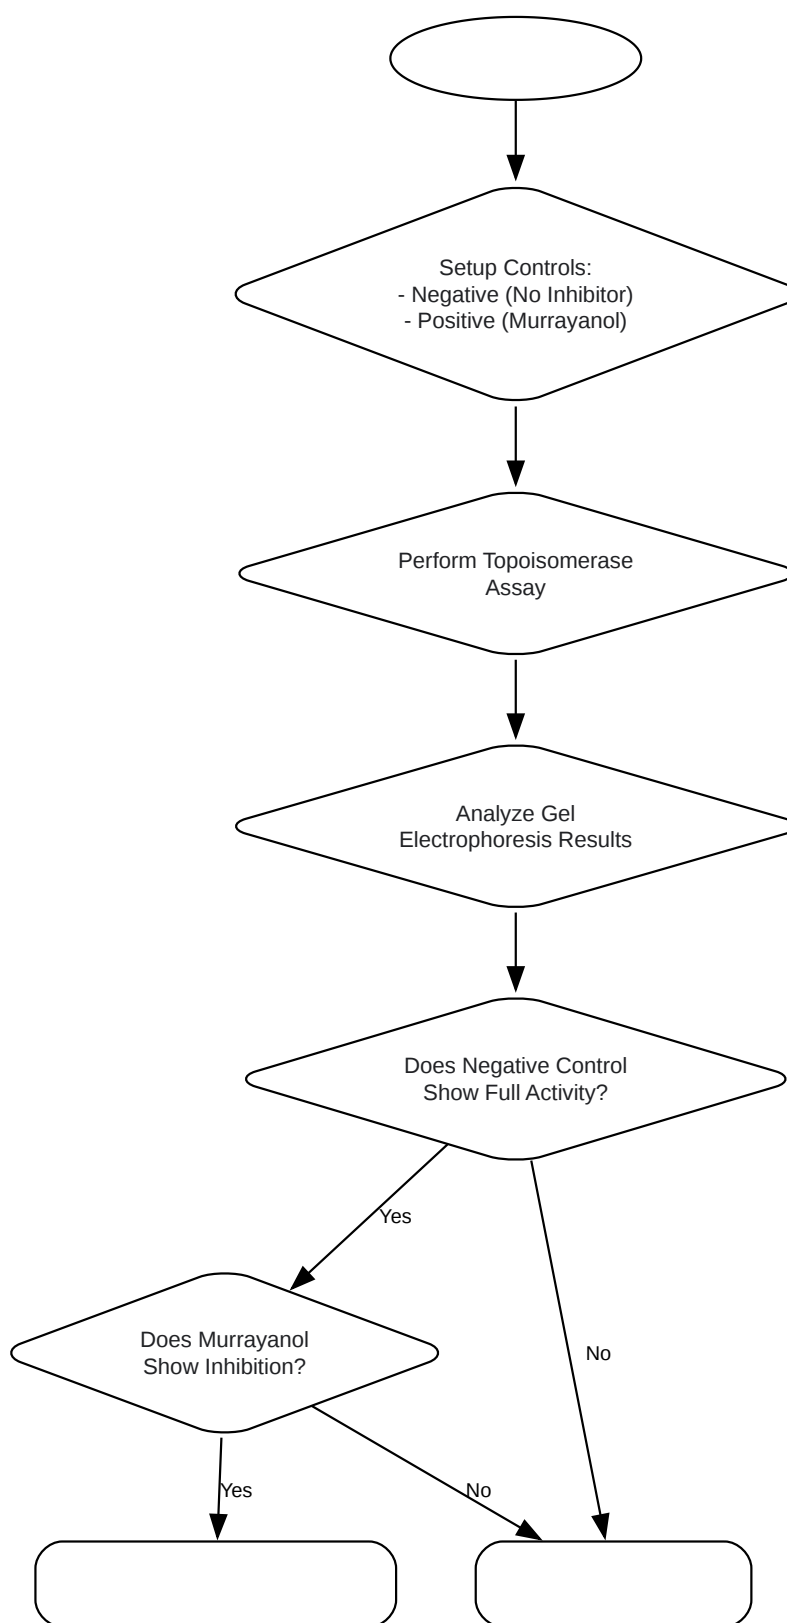 Setup Controls:
- Negative (No Inhibitor)
- Positive (Murrayanol)
Perform Topoisomerase
Assay
Analyze Gel
Electrophoresis Results
Does Negative Control
Show Full Activity?
Yes
Does Murrayanol
Show Inhibition?
No
Yes
No